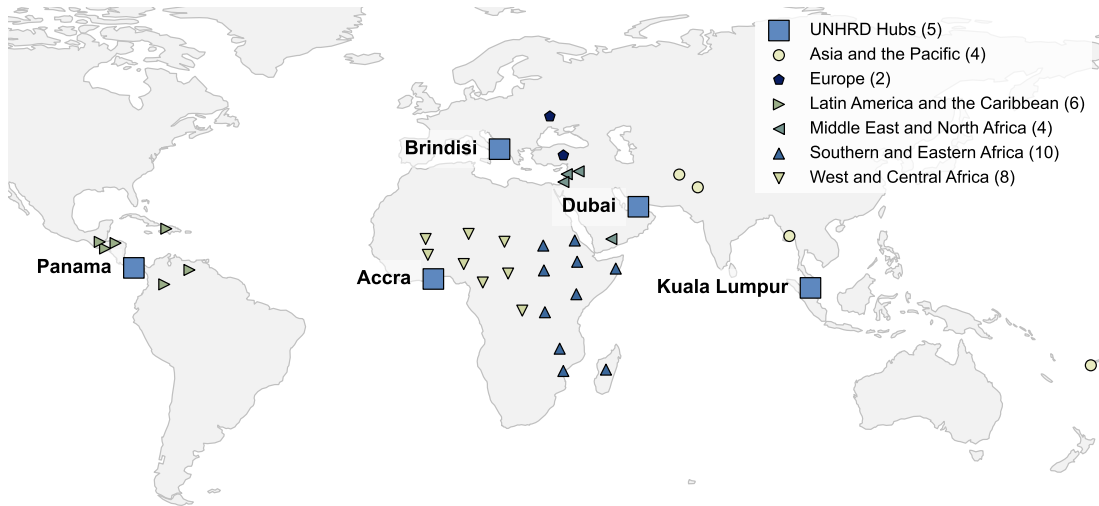 UNHRD Hubs (5)
Asia and the Pacific (4)
Europe (2)
Latin America and the Caribbean (6)
Middle East and North Africa (4)
Southern and Eastern Africa (10)
West and Central Africa (8)
Brindisi
Dubai
Panama
Accra
Kuala Lumpur